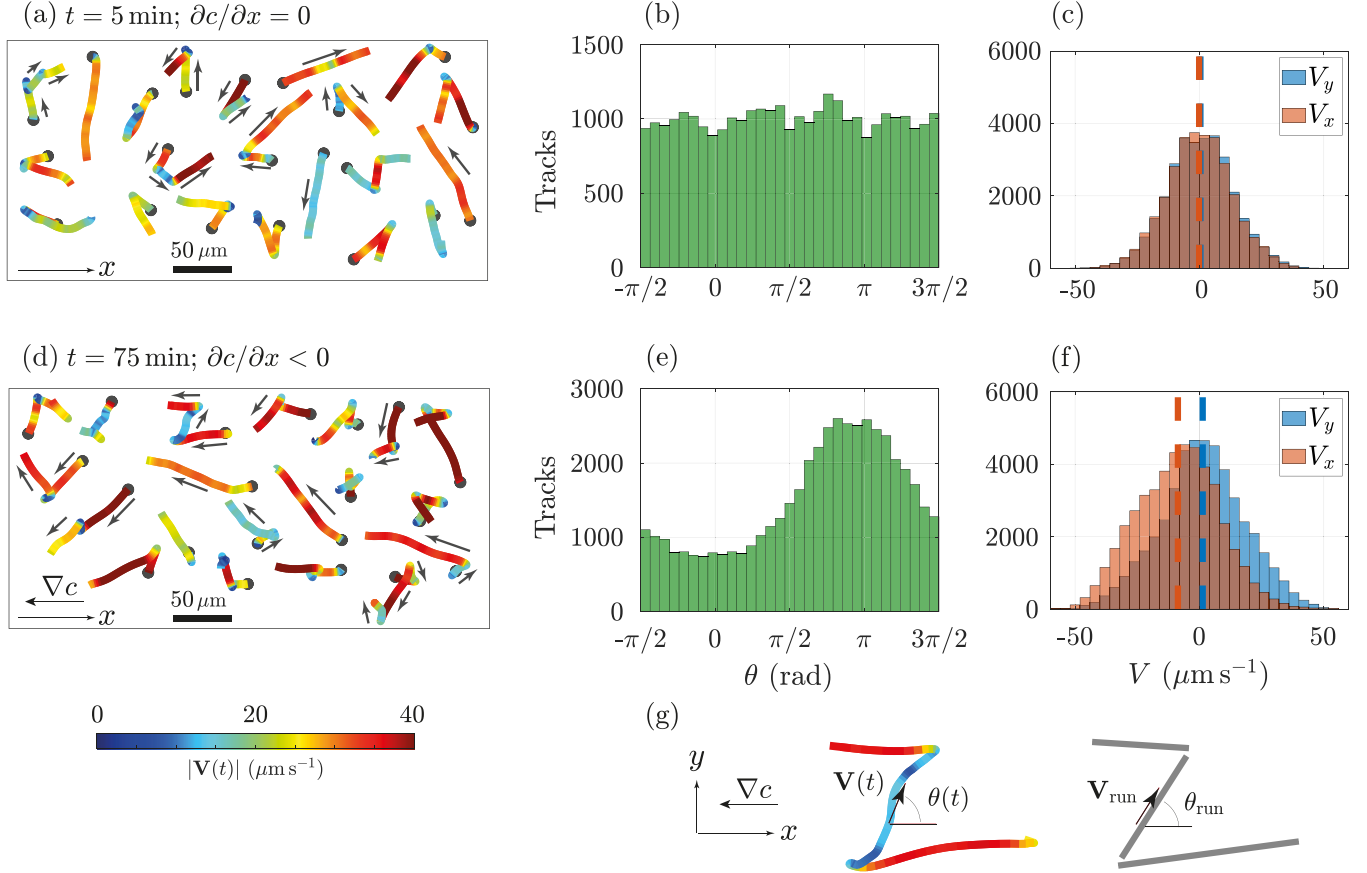 (a) t = 5 min; ∂c/∂x = 0
50 μm
x
(b)
1500
1000
500
0
Tracks
-π/2 0 π/2 π 3π/2
(c)
6000
4000
2000
0
-50 0 50
V_y
V_x
(d) t = 75 min; ∂c/∂x < 0
∇c
x
50 μm
(e)
3000
2000
1000
0
Tracks
-π/2 0 π/2 π 3π/2
θ (rad)
(f)
6000
4000
2000
0
-50 0 50
V (μm s⁻¹)
V_y
V_x
0 20 40
|V(t)| (μm s⁻¹)
(g)
y
x
∇c
V(t)
θ(t)
V_run
θ_run